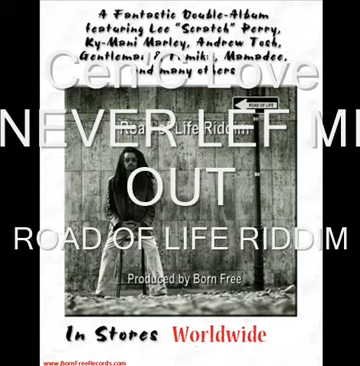 A Fantastic Double-Album
featuring Lee "Scratch" Perry,
Ky-Mani Marley, Andrew Tosh,
Gentleman &
Mamadee,
and many others
Cen'C Love
ROAD OF LIFE
Road of Life Riddim
NEVER LEF MI
OUT
ROAD OF LIFE RIDDIM
Produced by Born Free
In Stores Worldwide
www.BornFreeRecords.com